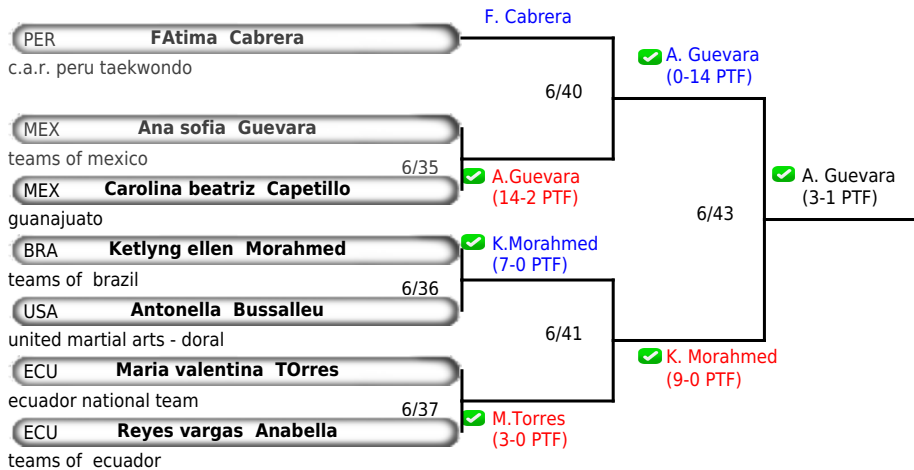 F. Cabrera
PER FAtima Cabrera
c.a.r. peru taekwondo
A. Guevara
(0-14 PTF)
6/40
MEX Ana sofia Guevara
teams of mexico
6/35
A.Guevara
(14-2 PTF)
MEX Carolina beatriz Capetillo
guanajuato
A. Guevara
(3-1 PTF)
6/43
BRA Ketlyng ellen Morahmed
teams of brazil
K.Morahmed
(7-0 PTF)
6/36
USA Antonella Bussalleu
united martial arts - doral
6/41
K. Morahmed
(9-0 PTF)
ECU Maria valentina TOrres
ecuador national team
6/37
M.Torres
(3-0 PTF)
ECU Reyes vargas Anabella
teams of ecuador